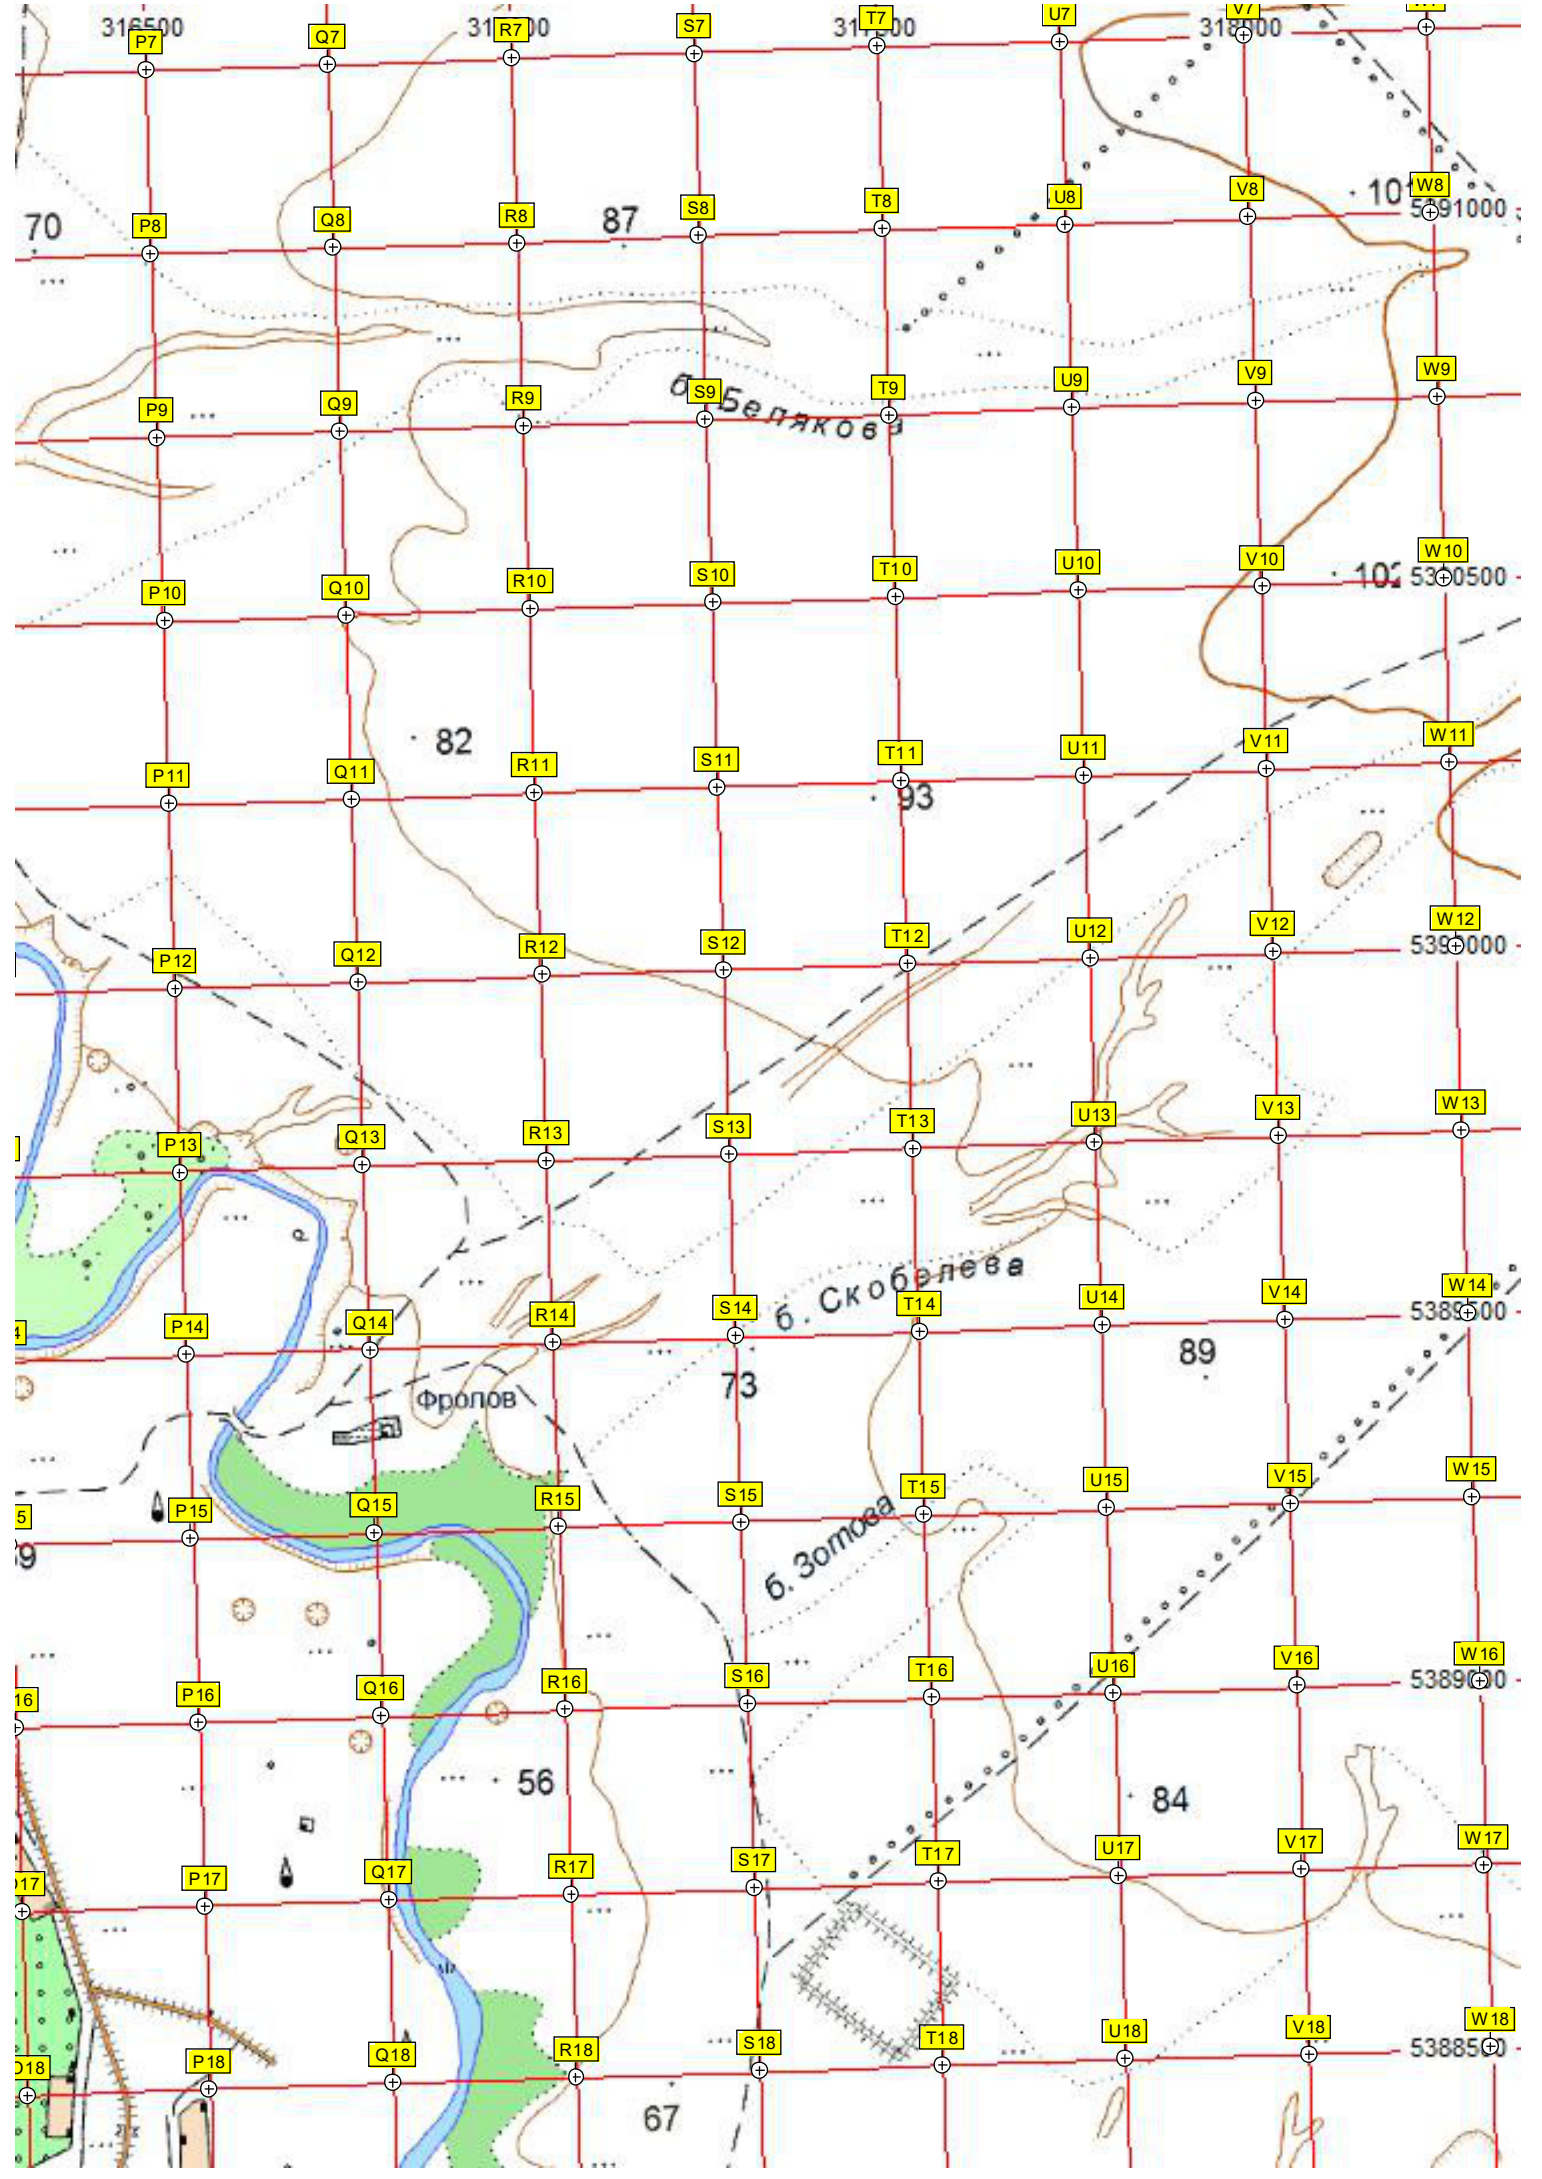 P7 Q7 R7 S7 T7 U7 V7
P8 Q8 R8 S8 T8 U8 V8 W8
70 87 5391000
P9 Q9 R9 S9 T9 U9 V9 W9
б. Белякова
P10 Q10 R10 S10 T10 U10 V10 W10
82
P11 Q11 R11 S11 T11 U11 V11 W11
93
P12 Q12 R12 S12 T12 U12 V12 W12
P13 Q13 R13 S13 T13 U13 V13 W13
б. Скобелева
P14 Q14 R14 S14 T14 U14 V14 W14
89
73
Фролов
P15 Q15 R15 S15 T15 U15 V15 W15
б. Зотова
P16 Q16 R16 S16 T16 U16 V16 W16
56 84
P17 Q17 R17 S17 T17 U17 V17 W17
P18 Q18 R18 S18 T18 U18 V18 W18
67